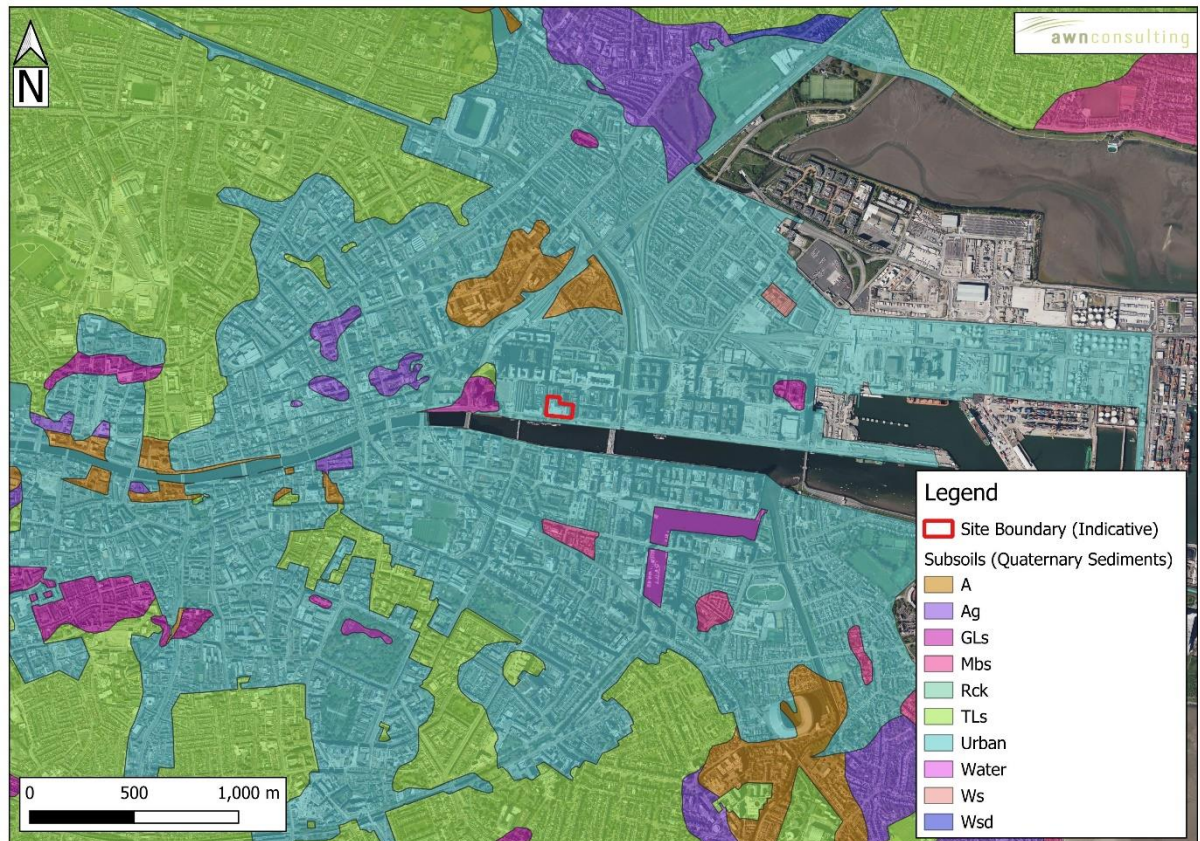 N
awnconsulting
Legend
Site Boundary (Indicative)
Subsoils (Quaternary Sediments)
A
Ag
GLs
Mbs
Rck
TLs
Urban
Water
Ws
Wsd
0 500 1,000 m